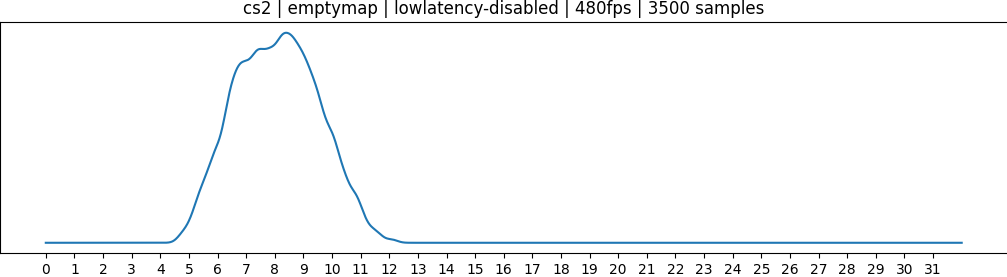 cs2 | emptymap | lowlatency-disabled | 480fps | 3500 samples
0 1 2 3 4 5 6 7 8 9 10 11 12 13 14 15 16 17 18 19 20 21 22 23 24 25 26 27 28 29 30 31